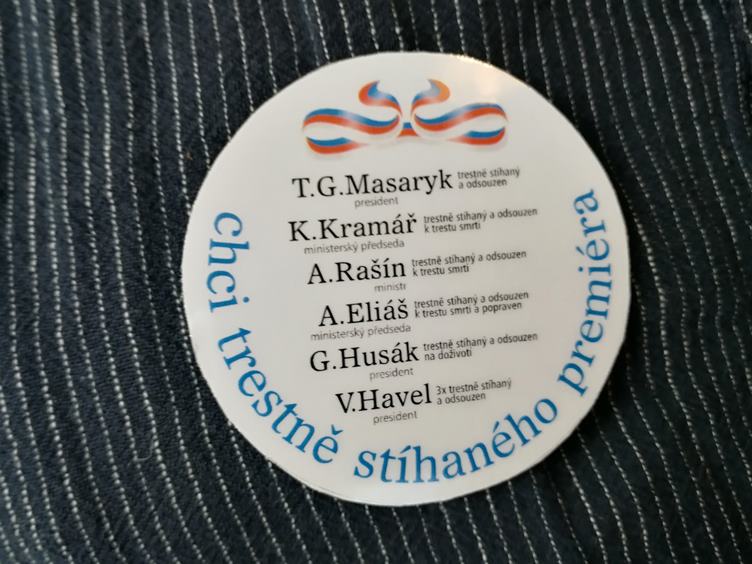 T.G.Masaryk trestně stíhaný
a odsouzen
president
K.Kramář trestně stíhaný a odsouzen
k trestu smrti
ministerský předseda
A.Rašín trestně stíhaný a odsouzen
k trestu smrti
ministr
A.Eliáš trestně stíhaný a odsouzen
k trestu smrti a popraven
ministerský předseda
G.Husák trestně stíhaný a odsouzen
na doživotí
president
V.Havel 3x trestně stíhaný
a odsouzen
president
chci trestně stíhaného premiéra